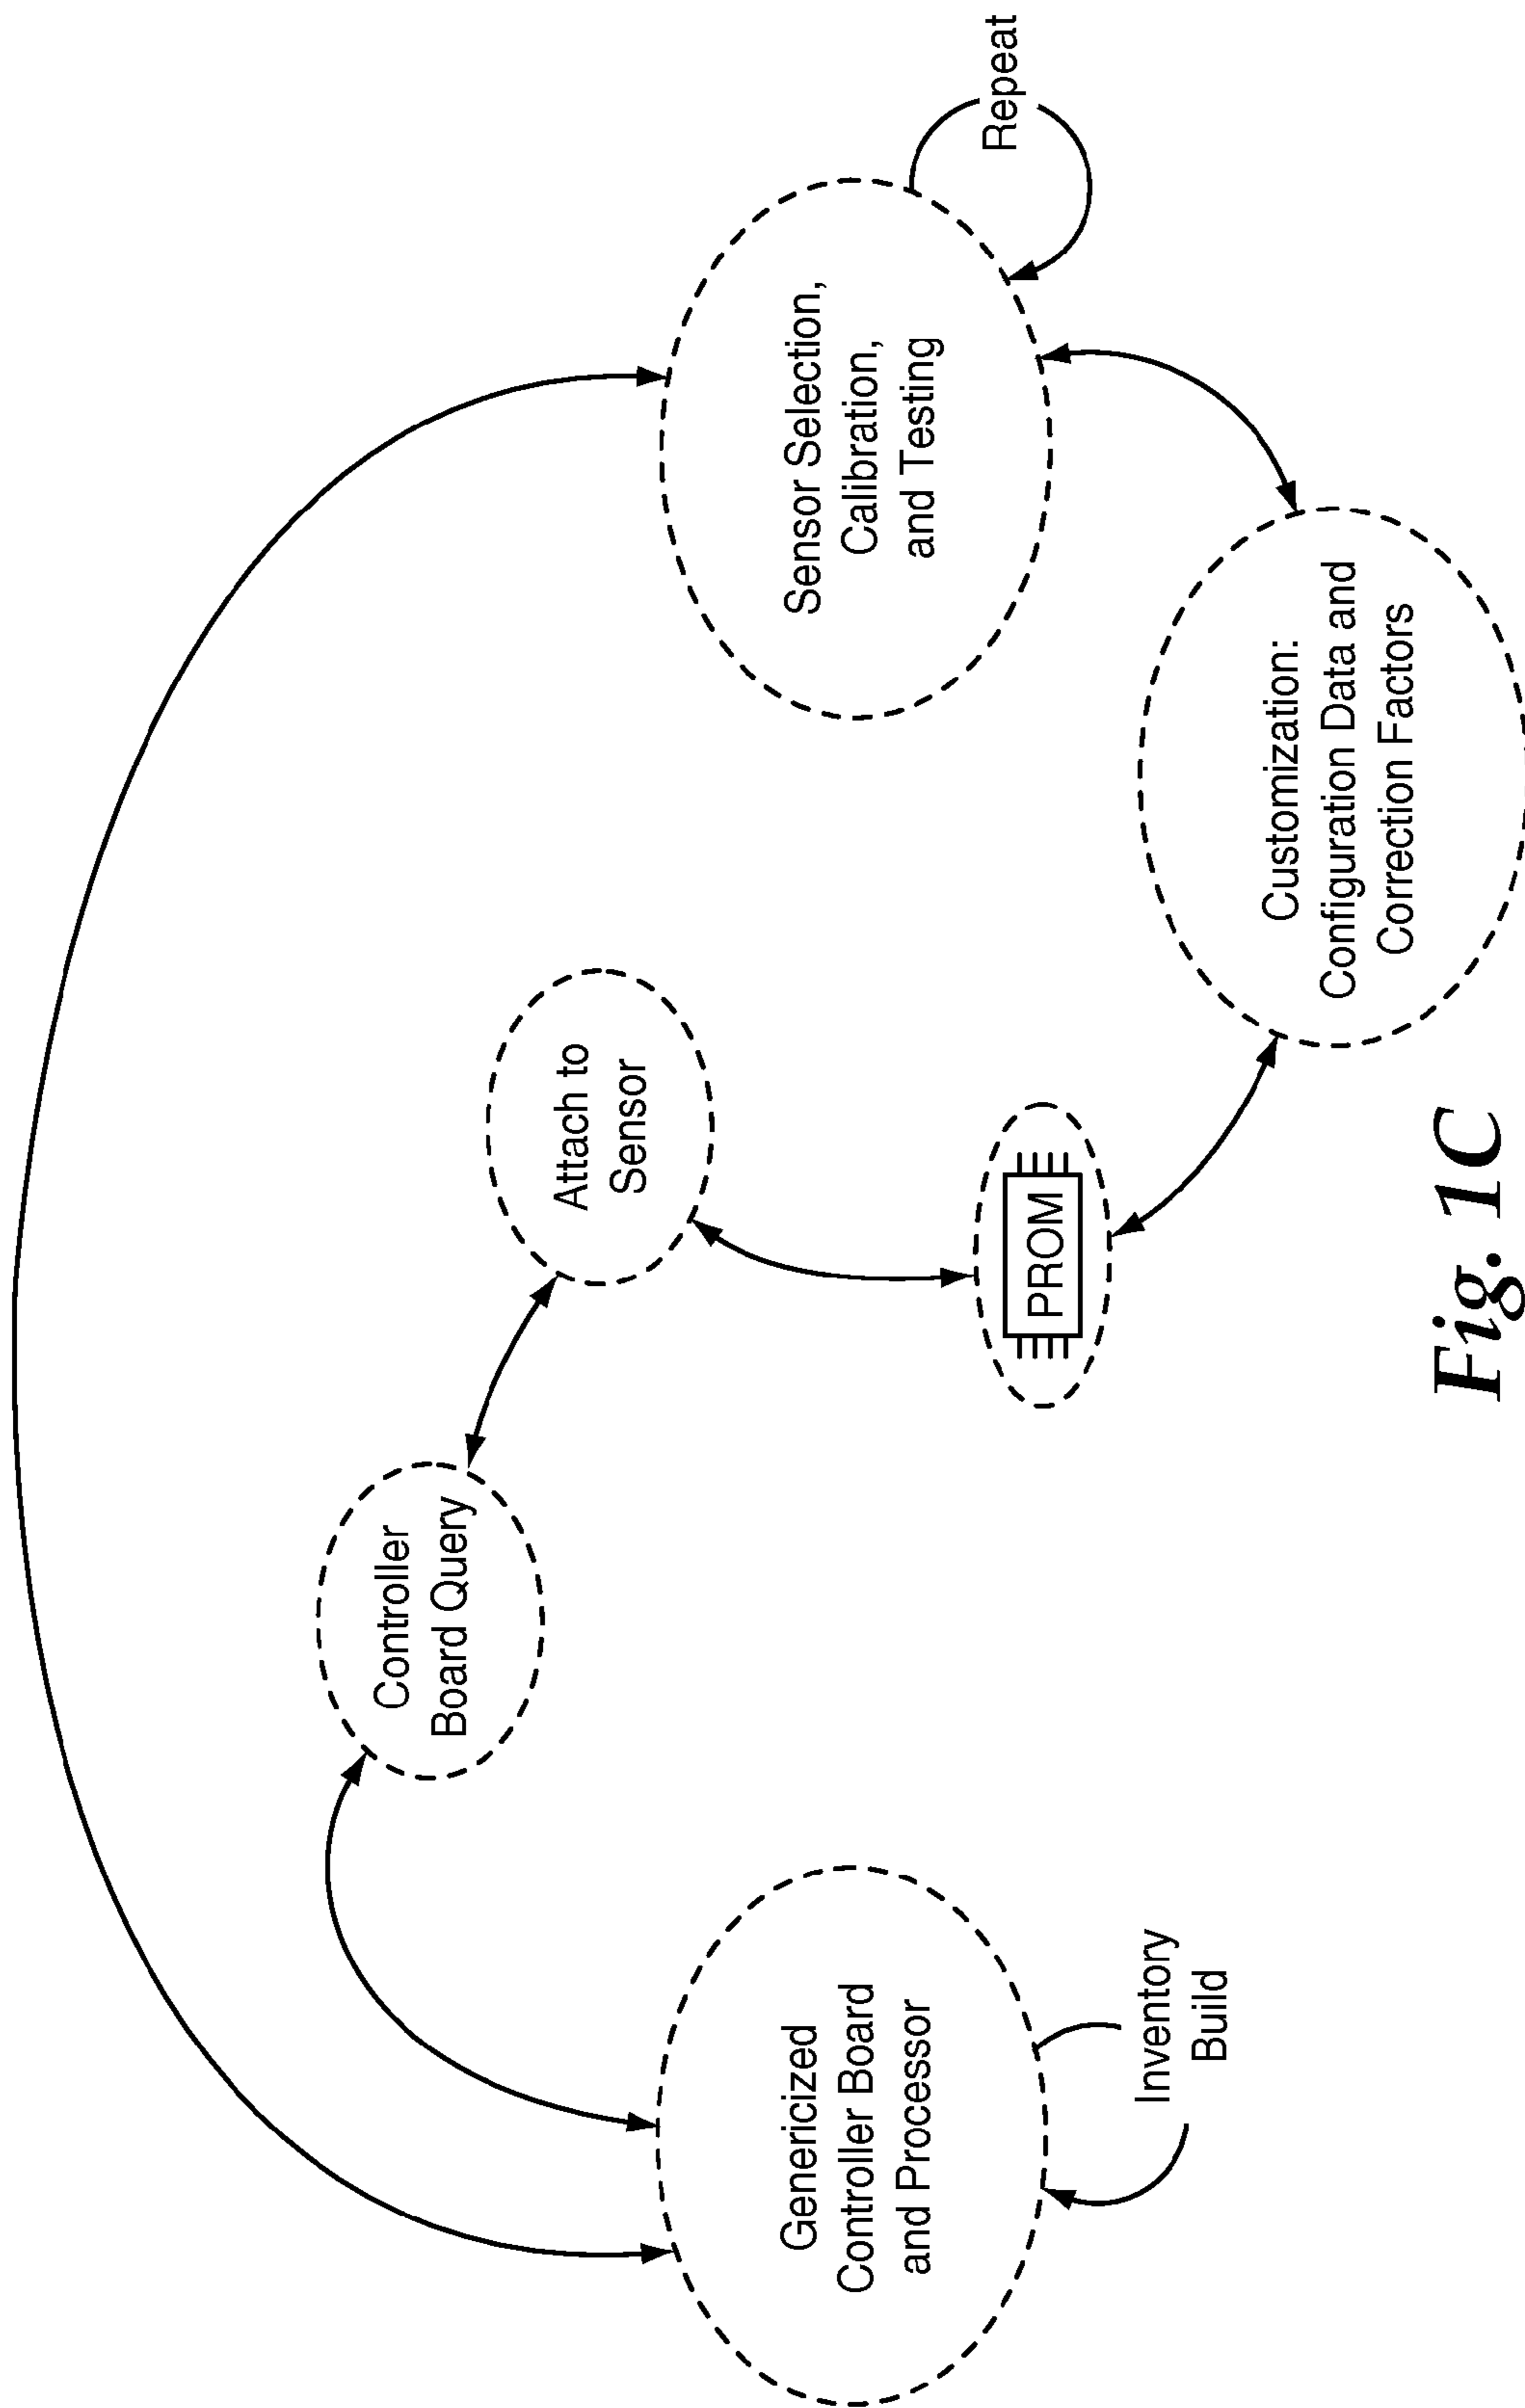 Genericized
Controller Board
and Processor
Inventory
Build
Controller
Board Query
Attach to
Sensor
PROM
Sensor Selection,
Calibration,
and Testing
Repeat
Customization:
Configuration Data and
Correction Factors
Fig. 1C